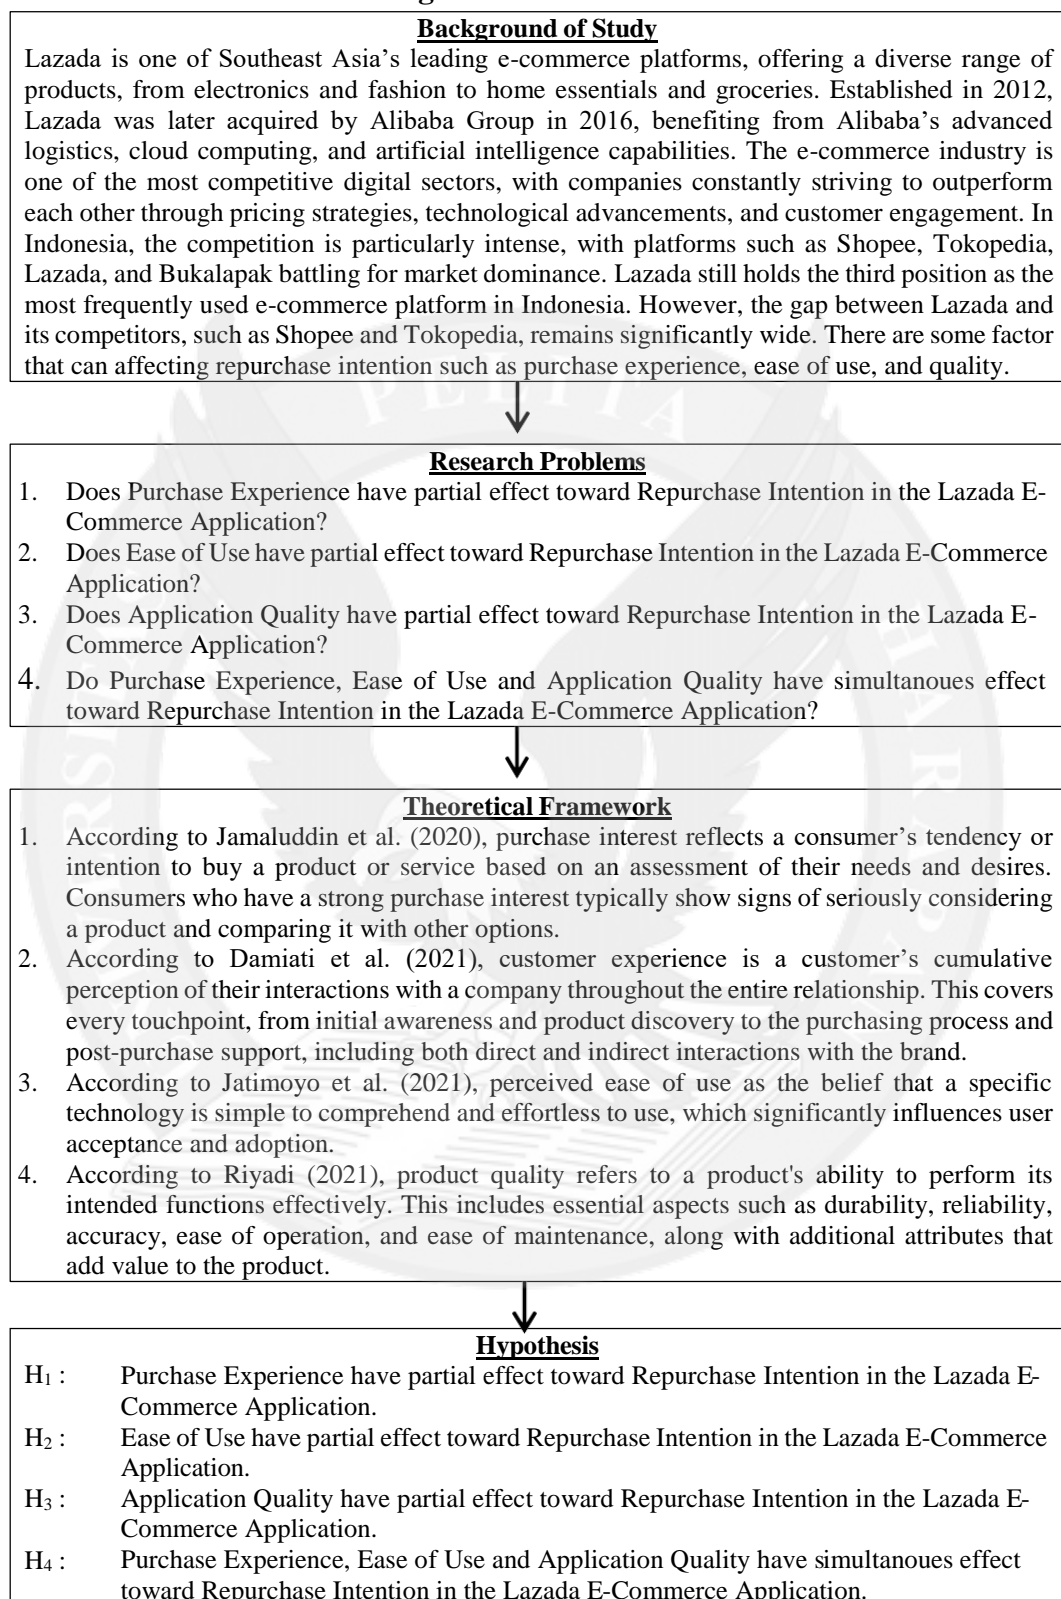 Background of Study
Lazada is one of Southeast Asia’s leading e-commerce platforms, offering a diverse range of
products, from electronics and fashion to home essentials and groceries. Established in 2012,
Lazada was later acquired by Alibaba Group in 2016, benefiting from Alibaba’s advanced
logistics, cloud computing, and artificial intelligence capabilities. The e-commerce industry is
one of the most competitive digital sectors, with companies constantly striving to outperform
each other through pricing strategies, technological advancements, and customer engagement. In
Indonesia, the competition is particularly intense, with platforms such as Shopee, Tokopedia,
Lazada, and Bukalapak battling for market dominance. Lazada still holds the third position as the
most frequently used e-commerce platform in Indonesia. However, the gap between Lazada and
its competitors, such as Shopee and Tokopedia, remains significantly wide. There are some factor
that can affecting repurchase intention such as purchase experience, ease of use, and quality.
Research Problems
1. Does Purchase Experience have partial effect toward Repurchase Intention in the Lazada E-
Commerce Application?
2. Does Ease of Use have partial effect toward Repurchase Intention in the Lazada E-Commerce
Application?
3. Does Application Quality have partial effect toward Repurchase Intention in the Lazada E-
Commerce Application?
4. Do Purchase Experience, Ease of Use and Application Quality have simultanoues effect
toward Repurchase Intention in the Lazada E-Commerce Application?
Theoretical Framework
1. According to Jamaluddin et al. (2020), purchase interest reflects a consumer’s tendency or
intention to buy a product or service based on an assessment of their needs and desires.
Consumers who have a strong purchase interest typically show signs of seriously considering
a product and comparing it with other options.
2. According to Damiati et al. (2021), customer experience is a customer’s cumulative
perception of their interactions with a company throughout the entire relationship. This covers
every touchpoint, from initial awareness and product discovery to the purchasing process and
post-purchase support, including both direct and indirect interactions with the brand.
3. According to Jatimoyo et al. (2021), perceived ease of use as the belief that a specific
technology is simple to comprehend and effortless to use, which significantly influences user
acceptance and adoption.
4. According to Riyadi (2021), product quality refers to a product's ability to perform its
intended functions effectively. This includes essential aspects such as durability, reliability,
accuracy, ease of operation, and ease of maintenance, along with additional attributes that
add value to the product.
Hypothesis
H1 : Purchase Experience have partial effect toward Repurchase Intention in the Lazada E-
Commerce Application.
H2 : Ease of Use have partial effect toward Repurchase Intention in the Lazada E-Commerce
Application.
H3 : Application Quality have partial effect toward Repurchase Intention in the Lazada E-
Commerce Application.
H4 : Purchase Experience, Ease of Use and Application Quality have simultanoues effect
toward Repurchase Intention in the Lazada E-Commerce Application.